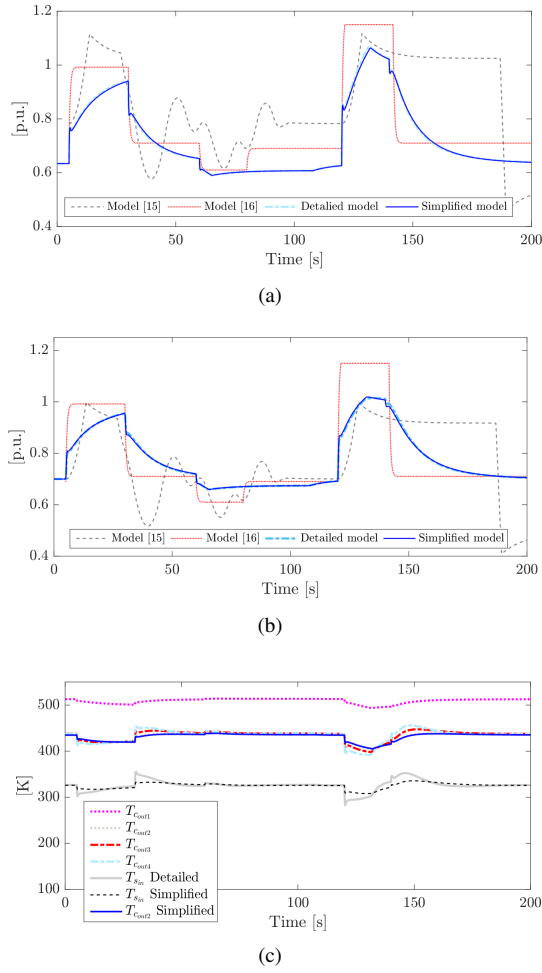 1.2
1
0.8
0.6
0.4
[p.u.]
Model [15] Model [16] Detalied model Simplified model
0 50 100 150 200
Time [s]
(a)
1.2
1
0.8
0.6
0.4
[p.u.]
Model [15] Model [16] Detailed model Simplified model
0 50 100 150 200
Time [s]
(b)
500
400
300
200
100
[K]
T_{c_{out1}}
T_{c_{out2}}
T_{c_{out3}}
T_{c_{out4}}
T_{s_{in}} Detailed
T_{s_{in}} Simplified
T_{c_{out2}} Simplified
0 50 100 150 200
Time [s]
(c)